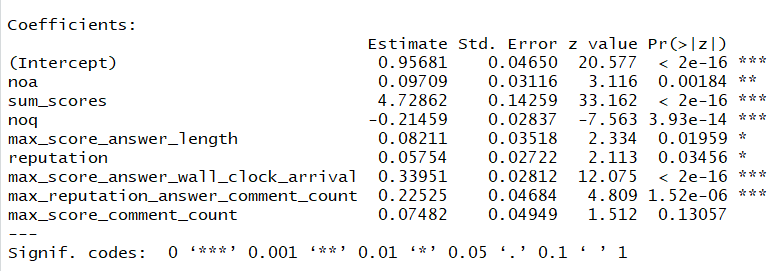 Coefficients:
                                      Estimate Std. Error z value Pr(>|z|)
(Intercept)                            0.95681    0.04650  20.577  < 2e-16 ***
noa                                    0.09709    0.03116   3.116  0.00184 **
sum_scores                             4.72862    0.14259  33.162  < 2e-16 ***
noq                                   -0.21459    0.02837  -7.563 3.93e-14 ***
max_score_answer_length                0.08211    0.03518   2.334  0.01959 *
reputation                             0.05754    0.02722   2.113  0.03456 *
max_score_answer_wall_clock_arrival    0.33951    0.02812  12.075  < 2e-16 ***
max_reputation_answer_comment_count    0.22525    0.04684   4.809 1.52e-06 ***
max_score_comment_count                0.07482    0.04949   1.512  0.13057
---
Signif. codes:  0 ‘***’ 0.001 ‘**’ 0.01 ‘*’ 0.05 ‘.’ 0.1 ‘ ’ 1